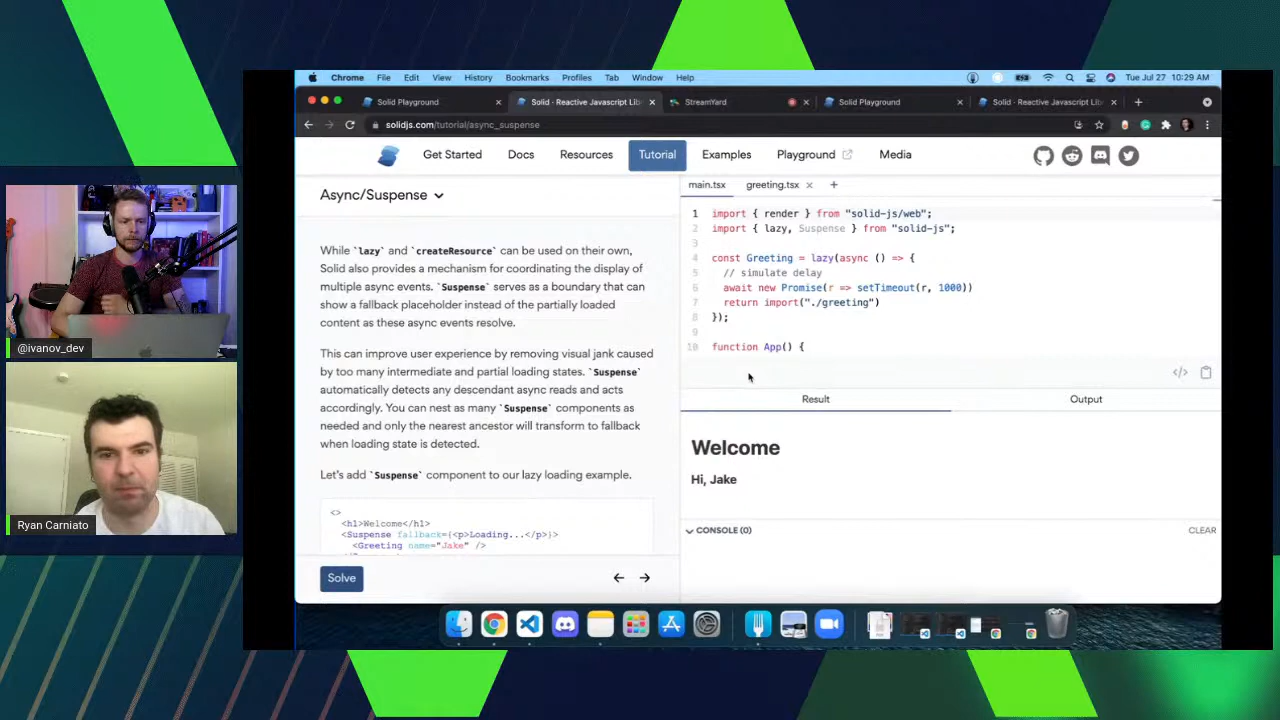 Chrome File Edit View History Bookmarks Profiles Tab Window Help Tue Jul 27 10:29 AM
Solid Playground Solid · Reactive Javascript Lib StreamYard Solid Playground Solid · Reactive Javascript Lib
solidjs.com/tutorial/async_suspense
Get Started Docs Resources Tutorial Examples Playground Media
Async/Suspense
While `lazy` and `createResource` can be used on their own,
Solid also provides a mechanism for coordinating the display of
multiple async events. `Suspense` serves as a boundary that can
show a fallback placeholder instead of the partially loaded
content as these async events resolve.
This can improve user experience by removing visual jank caused
by too many intermediate and partial loading states. `Suspense`
automatically detects any descendant async reads and acts
accordingly. You can nest as many `Suspense` components as
needed and only the nearest ancestor will transform to fallback
when loading state is detected.
Let's add `Suspense` component to our lazy loading example.
<>
<h1>Welcome</h1>
<Suspense fallback={<p>Loading...</p>}>
<Greeting name="Jake" />
Solve
main.tsx greeting.tsx
1 import { render } from "solid-js/web";
2 import { lazy, Suspense } from "solid-js";
3
4 const Greeting = lazy(async () => {
5 // simulate delay
6 await new Promise(r => setTimeout(r, 1000))
7 return import("./greeting")
8 });
9
10 function App() {
Result Output
Welcome
Hi, Jake
CONSOLE (0) CLEAR
@ivanov_dev
Ryan Carniato